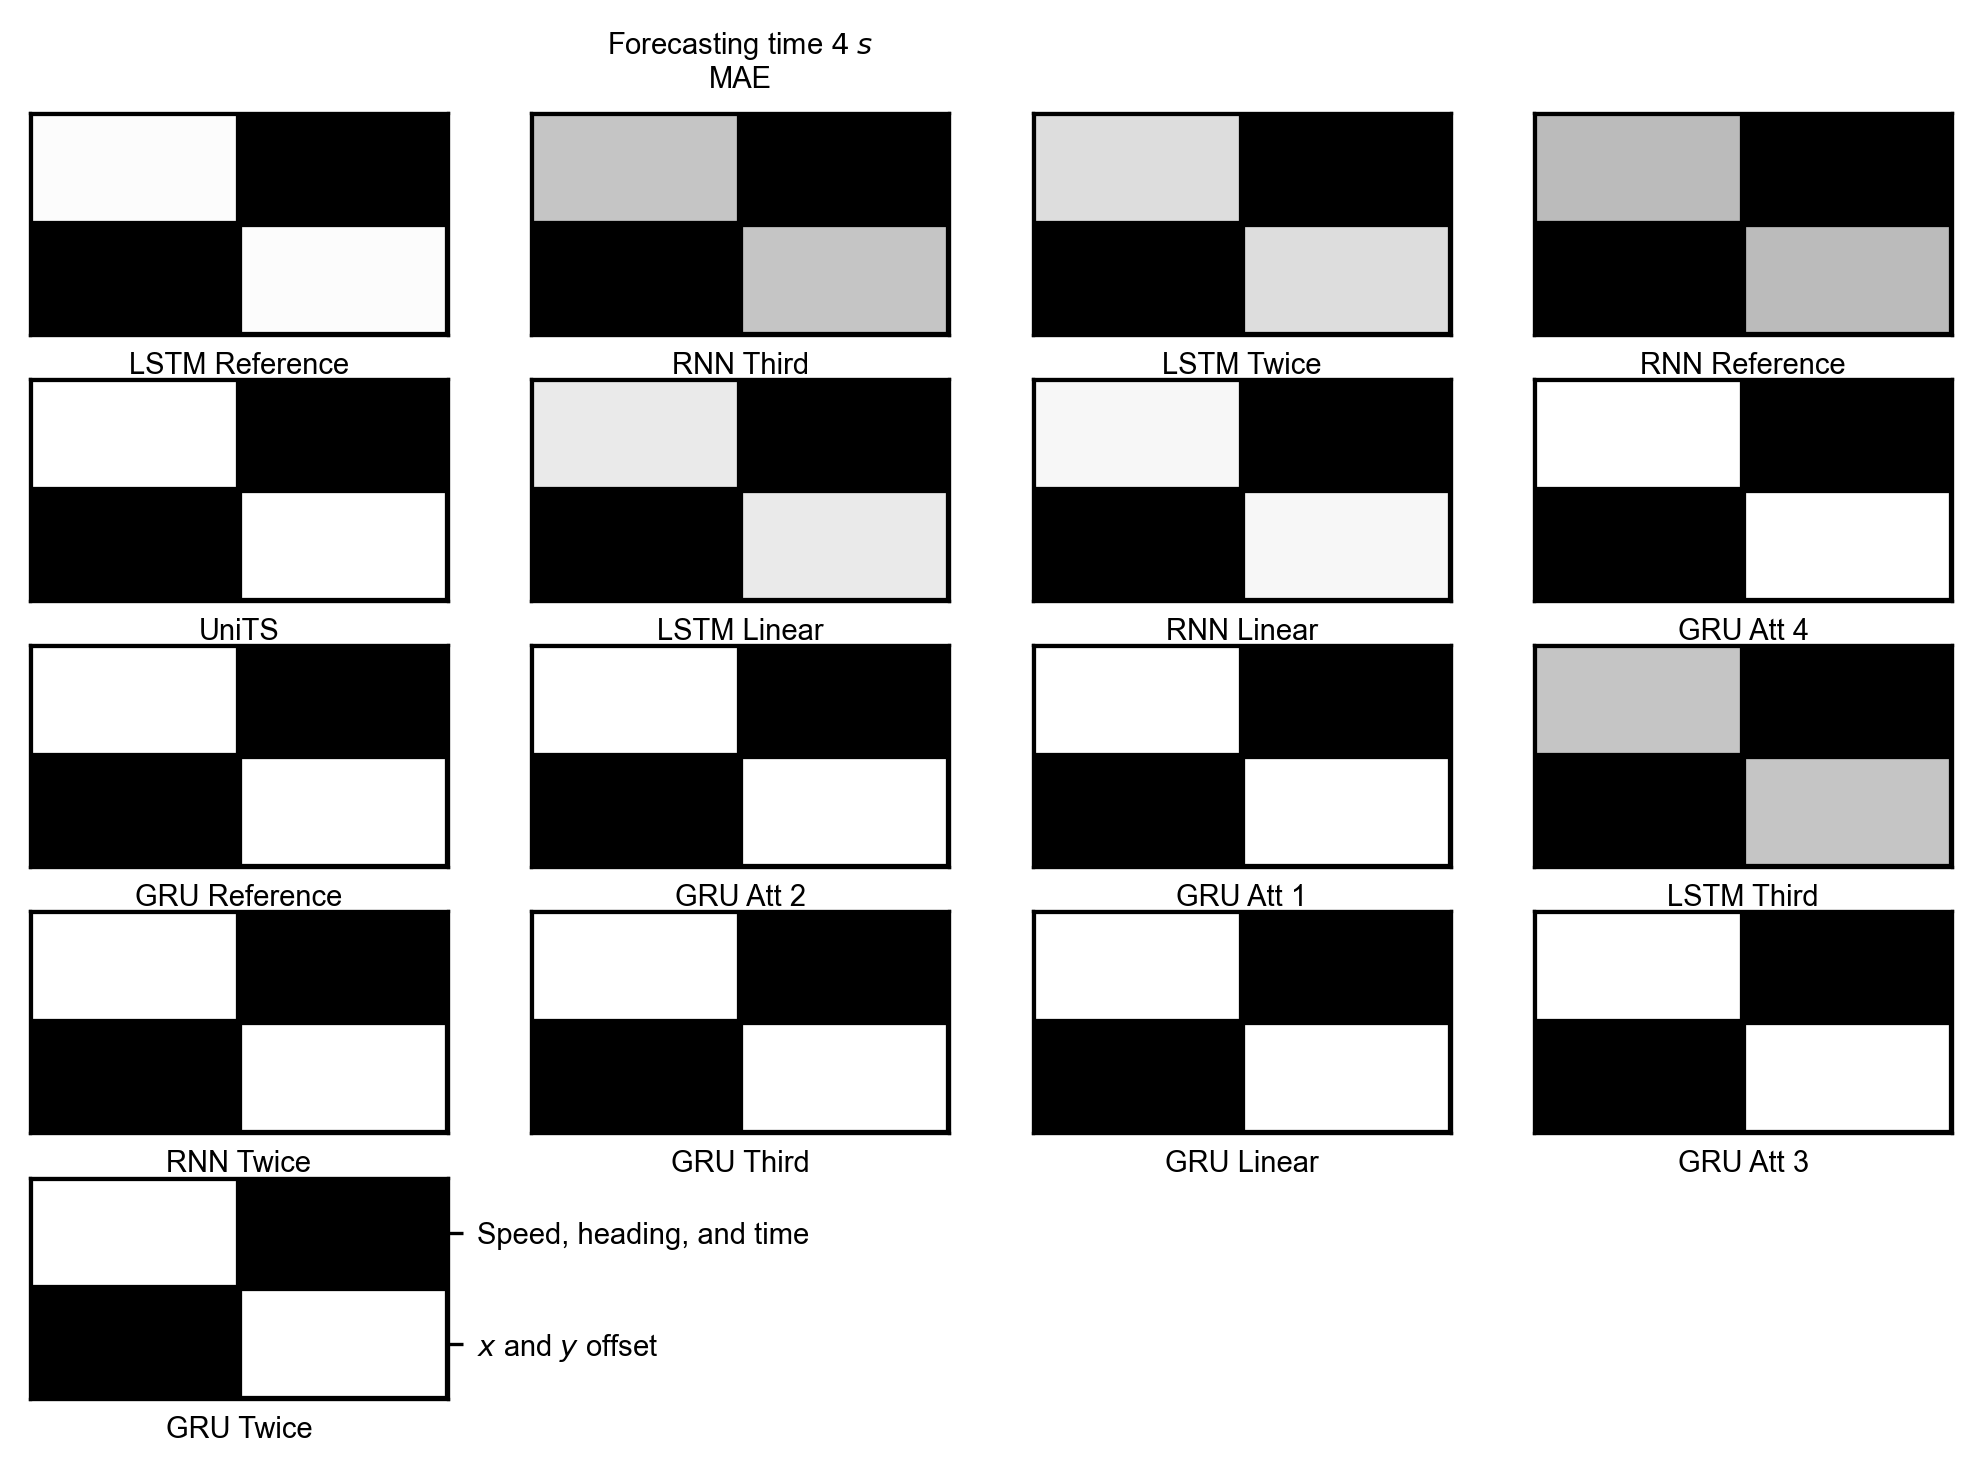 Forecasting time 4 s
MAE
LSTM Reference
RNN Third
LSTM Twice
RNN Reference
UniTS
LSTM Linear
RNN Linear
GRU Att 4
GRU Reference
GRU Att 2
GRU Att 1
LSTM Third
RNN Twice
GRU Third
GRU Linear
GRU Att 3
Speed, heading, and time
x and y offset
GRU Twice